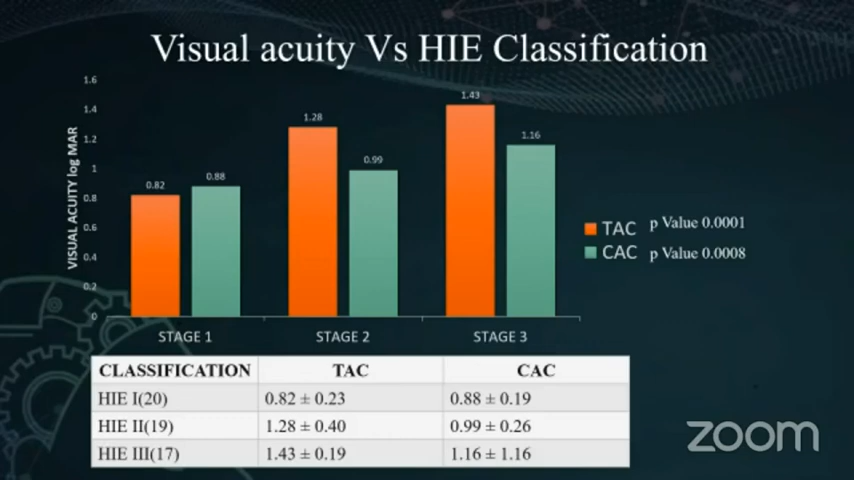 Visual acuity Vs HIE Classification
VISUAL ACUITY log MAR
1.6
1.4
1.2
1
0.8
0.6
0.4
0.2
0
0.82
0.88
1.28
0.99
1.43
1.16
STAGE 1
STAGE 2
STAGE 3
TAC p Value 0.0001
CAC p Value 0.0008
CLASSIFICATION TAC CAC
HIE I(20) 0.82 ± 0.23 0.88 ± 0.19
HIE II(19) 1.28 ± 0.40 0.99 ± 0.26
HIE III(17) 1.43 ± 0.19 1.16 ± 1.16
zoom